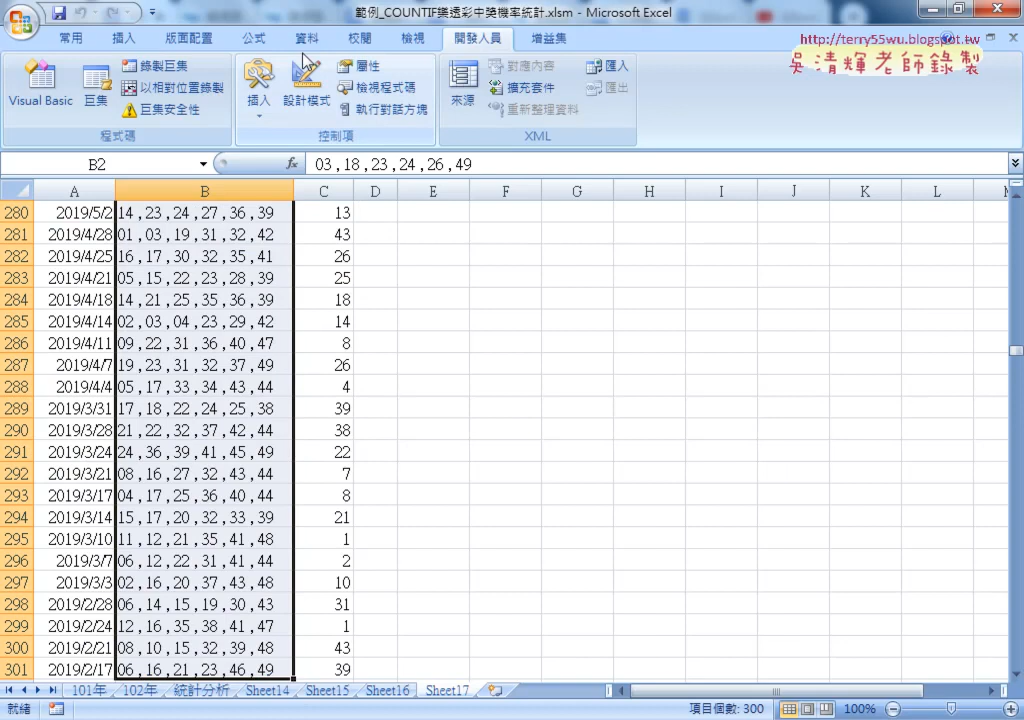 範例_COUNTIF樂透彩中獎機率統計.xlsm - Microsoft Excel
常用 插入 版面配置 公式 資料 校閱 檢視 開發人員 增益集
http://terry55wu.blogspot.tw
吳清輝老師錄製
Visual Basic 巨集 錄製巨集 以相對位置錄製 巨集安全性 程式碼
插入 設計模式 屬性 檢視程式碼 執行對話方塊 控制項
來源 對應內容 擴充套件 重新整理資料 匯入 匯出 XML
B2 fx 03,18,23,24,26,49
A B C D E F G H I J K L M
280 2019/5/2 14,23,24,27,36,39 13
281 2019/4/28 01,03,19,31,32,42 43
282 2019/4/25 16,17,30,32,35,41 26
283 2019/4/21 05,15,22,23,28,39 25
284 2019/4/18 14,21,25,35,36,39 18
285 2019/4/14 02,03,04,23,29,42 14
286 2019/4/11 09,22,31,36,40,47 8
287 2019/4/7 19,23,31,32,37,49 26
288 2019/4/4 05,17,33,34,43,44 4
289 2019/3/31 17,18,22,24,25,38 39
290 2019/3/28 21,22,32,37,42,44 38
291 2019/3/24 24,36,39,41,45,49 22
292 2019/3/21 08,16,27,32,43,44 7
293 2019/3/17 04,17,25,36,40,44 8
294 2019/3/14 15,17,20,32,33,39 21
295 2019/3/10 11,12,21,35,41,48 1
296 2019/3/7 06,12,22,31,41,44 2
297 2019/3/3 02,16,20,37,43,48 10
298 2019/2/28 06,14,15,19,30,43 31
299 2019/2/24 12,16,35,38,41,47 1
300 2019/2/21 08,10,15,32,39,48 43
301 2019/2/17 06,16,21,23,46,49 39
101年 102年 統計分析 Sheet14 Sheet15 Sheet16 Sheet17
就緒 項目個數: 300 100%